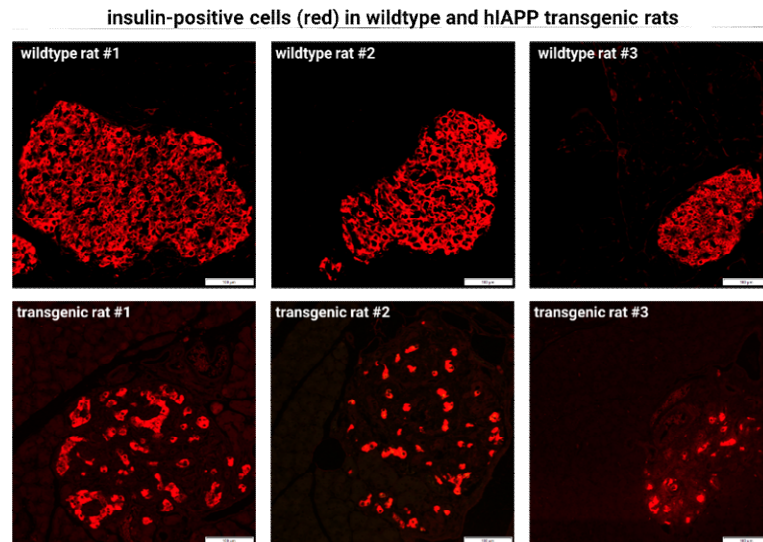 insulin-positive cells (red) in wildtype and hIAPP transgenic rats
wildtype rat #1
wildtype rat #2
wildtype rat #3
transgenic rat #1
transgenic rat #2
transgenic rat #3